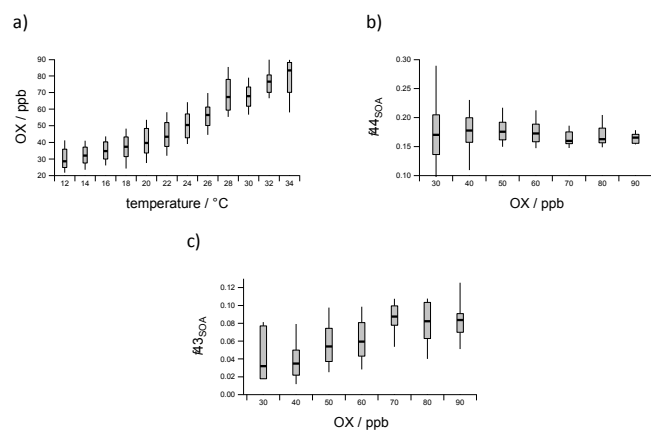 a)
OX / ppb
90
80
70
60
50
40
30
20
12 14 16 18 20 22 24 26 28 30 32 34
temperature / °C
b)
f44SOA
0.30
0.25
0.20
0.15
0.10
30 40 50 60 70 80 90
OX / ppb
c)
f43SOA
0.12
0.10
0.08
0.06
0.04
0.02
0.00
30 40 50 60 70 80 90
OX / ppb